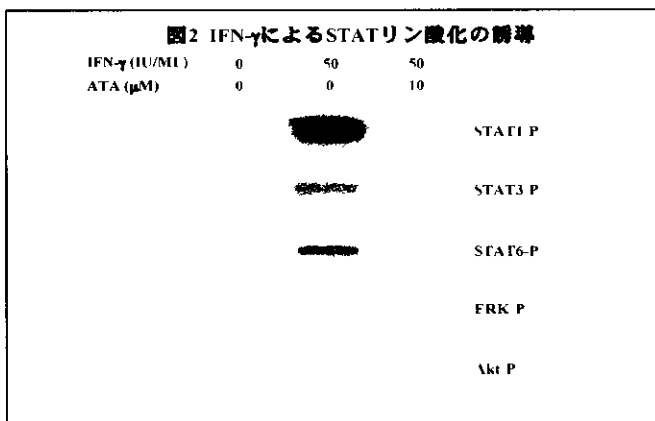 図2 IFN-γによるSTATリン酸化の誘導
IFN-γ (IU/ML) 0 50 50
ATA (μM) 0 0 10
STAT1-P
STAT3-P
STAT6-P
ERK-P
Akt-P